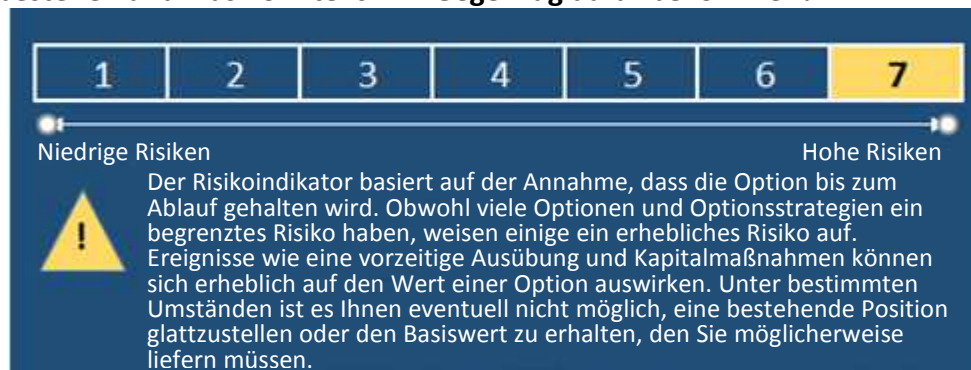 1 2 3 4 5 6 7
Niedrige Risiken Hohe Risiken
Der Risikoindikator basiert auf der Annahme, dass die Option bis zum
Ablauf gehalten wird. Obwohl viele Optionen und Optionsstrategien ein
! begrenztes Risiko haben, weisen einige ein erhebliches Risiko auf.
Ereignisse wie eine vorzeitige Ausübung und Kapitalmaßnahmen können
sich erheblich auf den Wert einer Option auswirken. Unter bestimmten
Umständen ist es Ihnen eventuell nicht möglich, eine bestehende Position
glattzustellen oder den Basiswert zu erhalten, den Sie möglicherweise
liefern müssen.